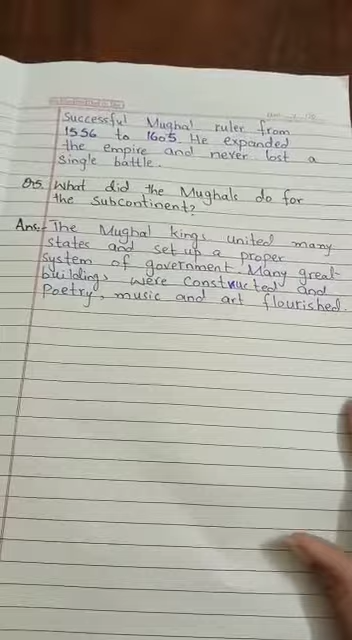 Successful Mughal ruler from
1556 to 1605. He expanded
the empire and never lost a
single battle.
Q5. What did the Mughals do for
the subcontinent?
Ans:- The Mughal kings united many
states and set up a proper
system of government. Many great
buildings were constructed and
Poetry, music and art flourished.